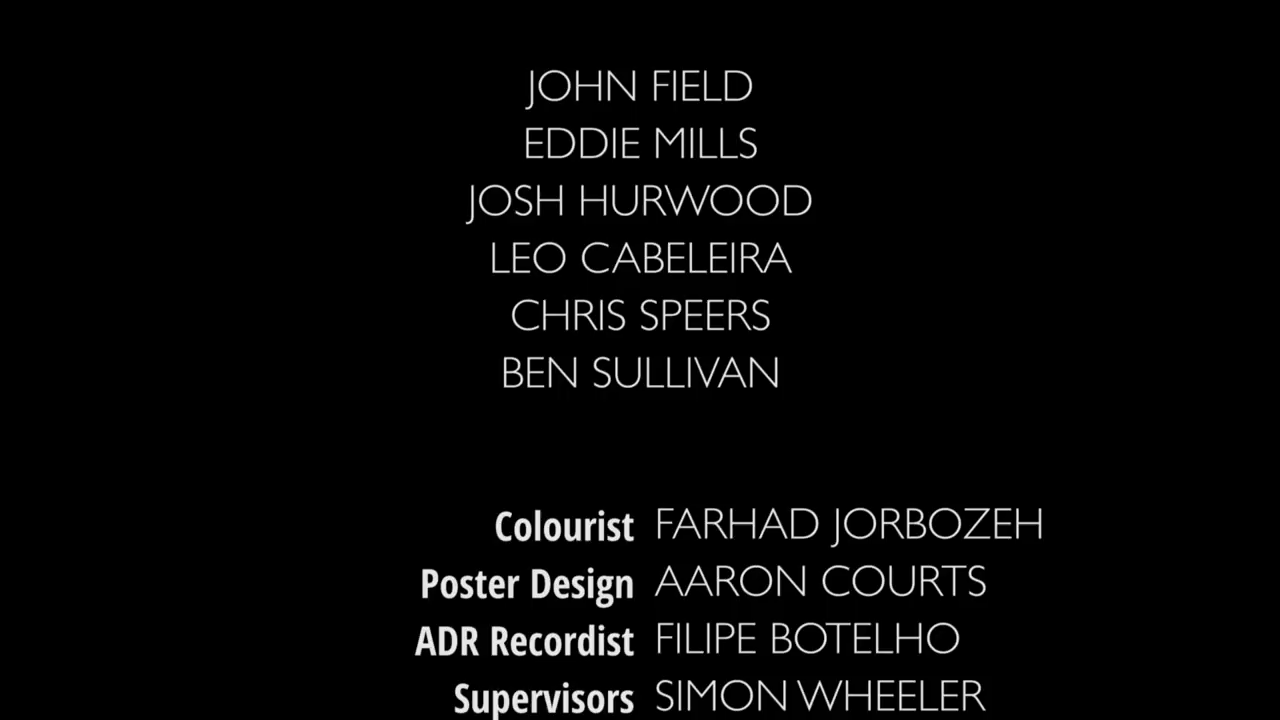 JOHN FIELD
EDDIE MILLS
JOSH HURWOOD
LEO CABELEIRA
CHRIS SPEERS
BEN SULLIVAN
Colourist FARHAD JORBOZEH
Poster Design AARON COURTS
ADR Recordist FILIPE BOTELHO
Supervisors SIMON WHEELER